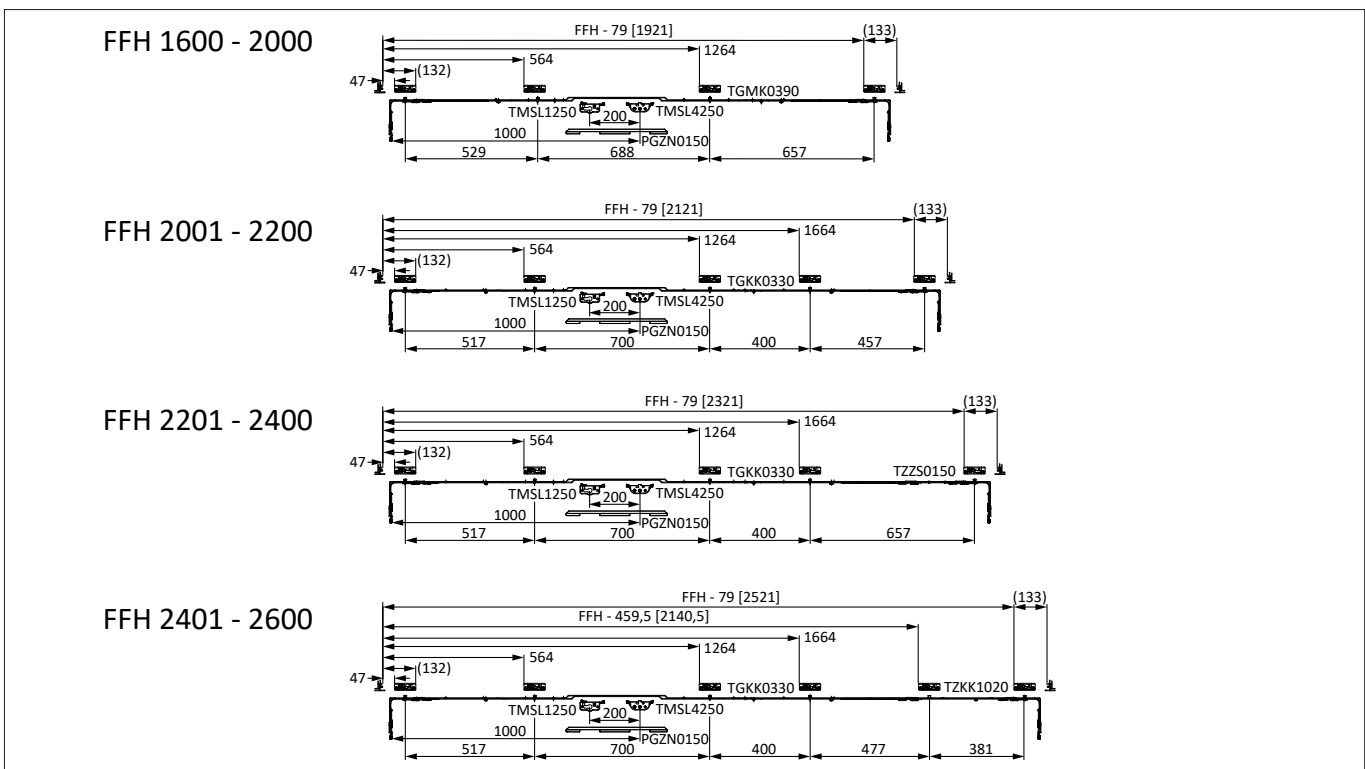 FFH 1600 - 2000
FFH - 79 [1921]
(133)
1264
564
(132)
47
TGMK0390
TMSL1250
200
TMSL4250
1000
PGZN0150
529
688
657
FFH 2001 - 2200
FFH - 79 [2121]
(133)
1664
1264
564
(132)
47
TGKK0330
TMSL1250
200
TMSL4250
1000
PGZN0150
517
700
400
457
FFH 2201 - 2400
FFH - 79 [2321]
(133)
1664
1264
564
(132)
47
TGKK0330
TZZS0150
TMSL1250
200
TMSL4250
1000
PGZN0150
517
700
400
657
FFH 2401 - 2600
FFH - 79 [2521]
(133)
FFH - 459,5 [2140,5]
1664
1264
564
(132)
47
TGKK0330
TZKK1020
TMSL1250
200
TMSL4250
1000
PGZN0150
517
700
400
477
381